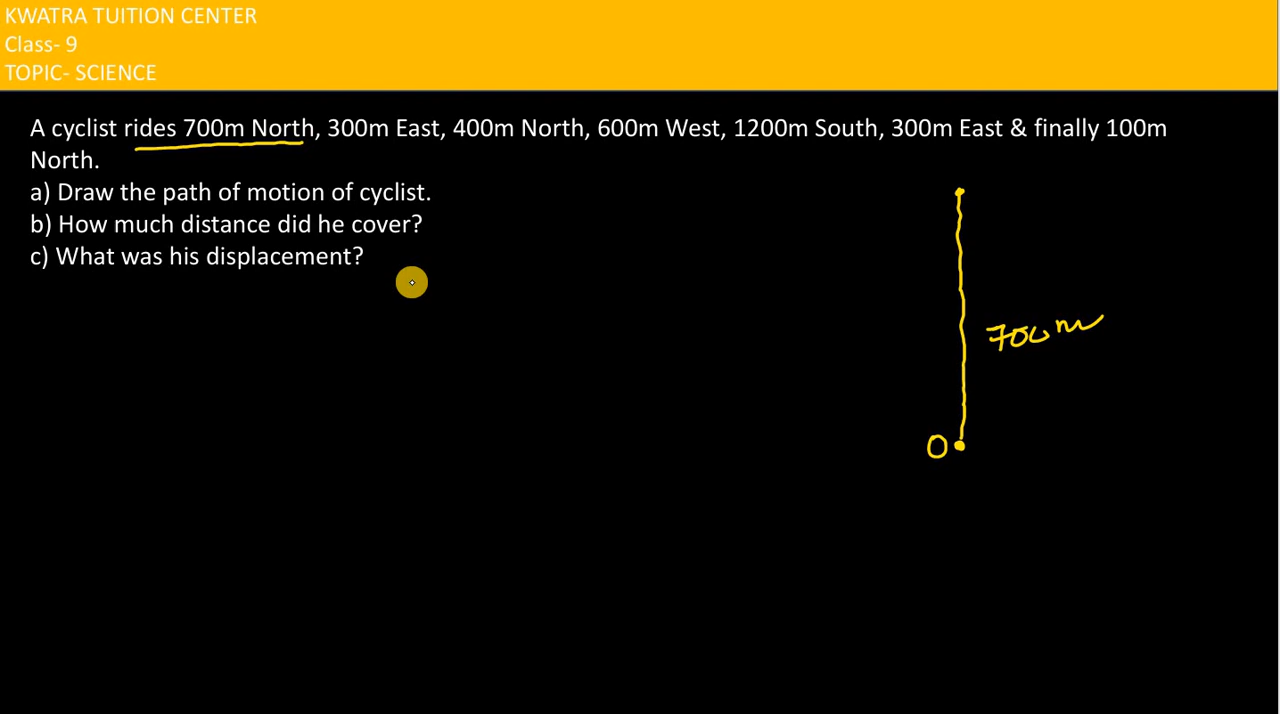 KWATRA TUITION CENTER
Class- 9
TOPIC- SCIENCE
A cyclist rides 700m North, 300m East, 400m North, 600m West, 1200m South, 300m East & finally 100m
North.
a) Draw the path of motion of cyclist.
b) How much distance did he cover?
c) What was his displacement?
700m
O